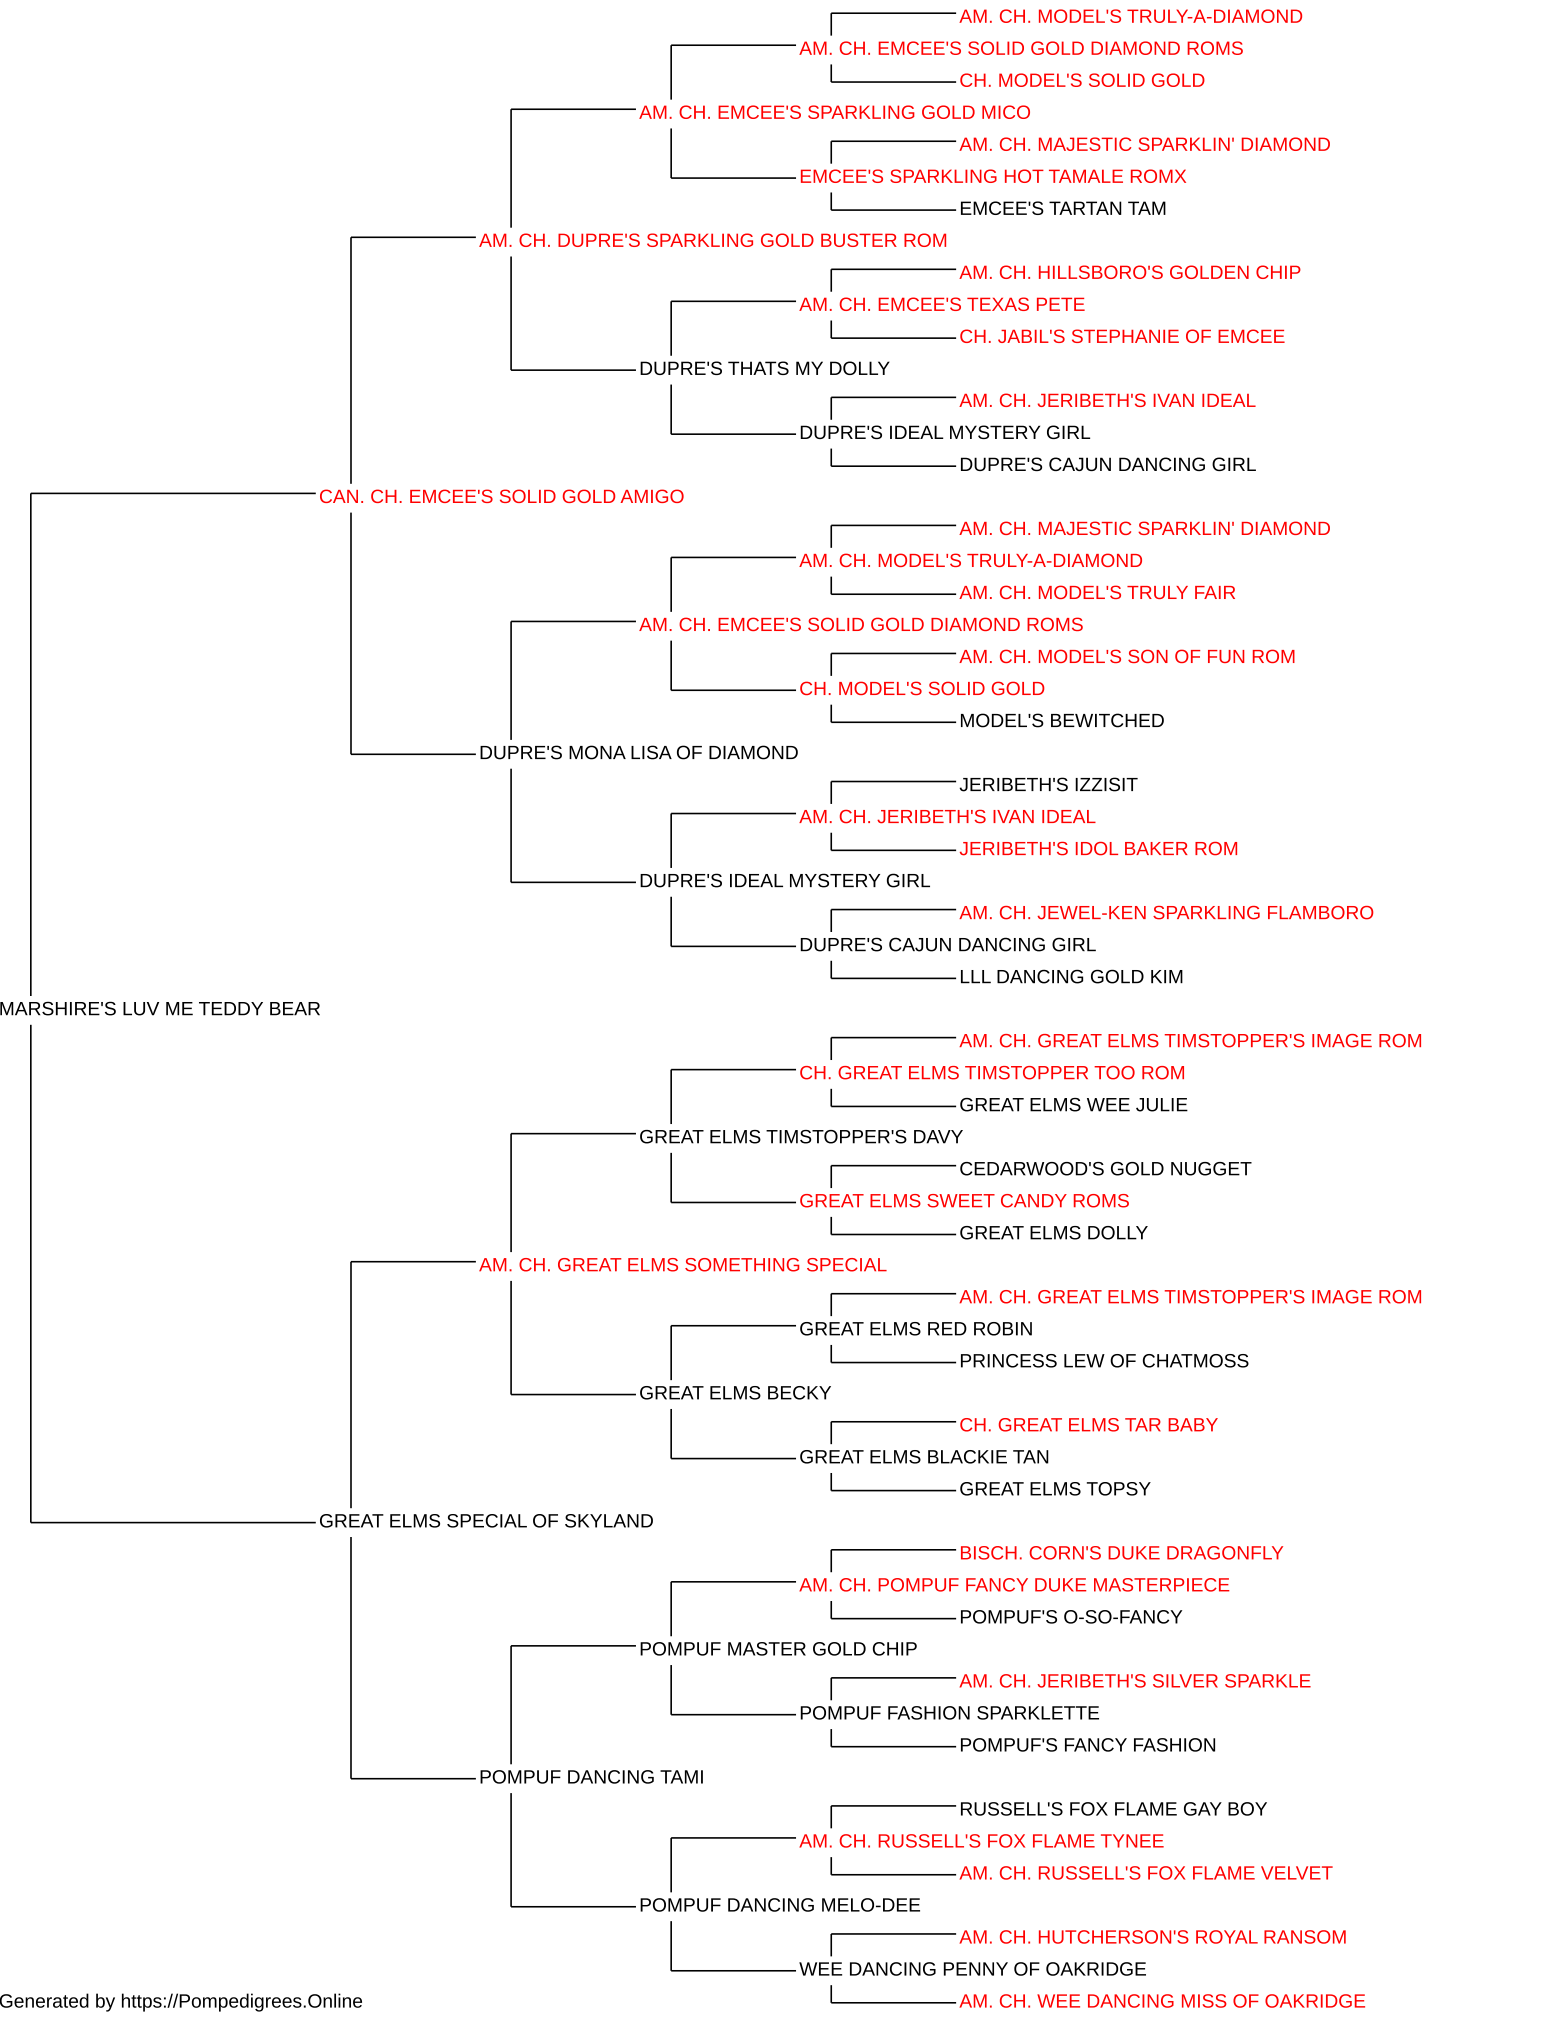 AM. CH. MODEL'S TRULY-A-DIAMOND
AM. CH. EMCEE'S SOLID GOLD DIAMOND ROMS
CH. MODEL'S SOLID GOLD
AM. CH. EMCEE'S SPARKLING GOLD MICO
AM. CH. MAJESTIC SPARKLIN' DIAMOND
EMCEE'S SPARKLING HOT TAMALE ROMX
EMCEE'S TARTAN TAM
AM. CH. DUPRE'S SPARKLING GOLD BUSTER ROM
AM. CH. HILLSBORO'S GOLDEN CHIP
AM. CH. EMCEE'S TEXAS PETE
CH. JABIL'S STEPHANIE OF EMCEE
DUPRE'S THATS MY DOLLY
AM. CH. JERIBETH'S IVAN IDEAL
DUPRE'S IDEAL MYSTERY GIRL
DUPRE'S CAJUN DANCING GIRL
CAN. CH. EMCEE'S SOLID GOLD AMIGO
AM. CH. MAJESTIC SPARKLIN' DIAMOND
AM. CH. MODEL'S TRULY-A-DIAMOND
AM. CH. MODEL'S TRULY FAIR
AM. CH. EMCEE'S SOLID GOLD DIAMOND ROMS
AM. CH. MODEL'S SON OF FUN ROM
CH. MODEL'S SOLID GOLD
MODEL'S BEWITCHED
DUPRE'S MONA LISA OF DIAMOND
JERIBETH'S IZZISIT
AM. CH. JERIBETH'S IVAN IDEAL
JERIBETH'S IDOL BAKER ROM
DUPRE'S IDEAL MYSTERY GIRL
AM. CH. JEWEL-KEN SPARKLING FLAMBORO
DUPRE'S CAJUN DANCING GIRL
LLL DANCING GOLD KIM
MARSHIRE'S LUV ME TEDDY BEAR
AM. CH. GREAT ELMS TIMSTOPPER'S IMAGE ROM
CH. GREAT ELMS TIMSTOPPER TOO ROM
GREAT ELMS WEE JULIE
GREAT ELMS TIMSTOPPER'S DAVY
CEDARWOOD'S GOLD NUGGET
GREAT ELMS SWEET CANDY ROMS
GREAT ELMS DOLLY
AM. CH. GREAT ELMS SOMETHING SPECIAL
AM. CH. GREAT ELMS TIMSTOPPER'S IMAGE ROM
GREAT ELMS RED ROBIN
PRINCESS LEW OF CHATMOSS
GREAT ELMS BECKY
CH. GREAT ELMS TAR BABY
GREAT ELMS BLACKIE TAN
GREAT ELMS TOPSY
GREAT ELMS SPECIAL OF SKYLAND
BISCH. CORN'S DUKE DRAGONFLY
AM. CH. POMPUF FANCY DUKE MASTERPIECE
POMPUF'S O-SO-FANCY
POMPUF MASTER GOLD CHIP
AM. CH. JERIBETH'S SILVER SPARKLE
POMPUF FASHION SPARKLETTE
POMPUF'S FANCY FASHION
POMPUF DANCING TAMI
RUSSELL'S FOX FLAME GAY BOY
AM. CH. RUSSELL'S FOX FLAME TYNEE
AM. CH. RUSSELL'S FOX FLAME VELVET
POMPUF DANCING MELO-DEE
AM. CH. HUTCHERSON'S ROYAL RANSOM
WEE DANCING PENNY OF OAKRIDGE
AM. CH. WEE DANCING MISS OF OAKRIDGE
Generated by https://Pompedigrees.Online